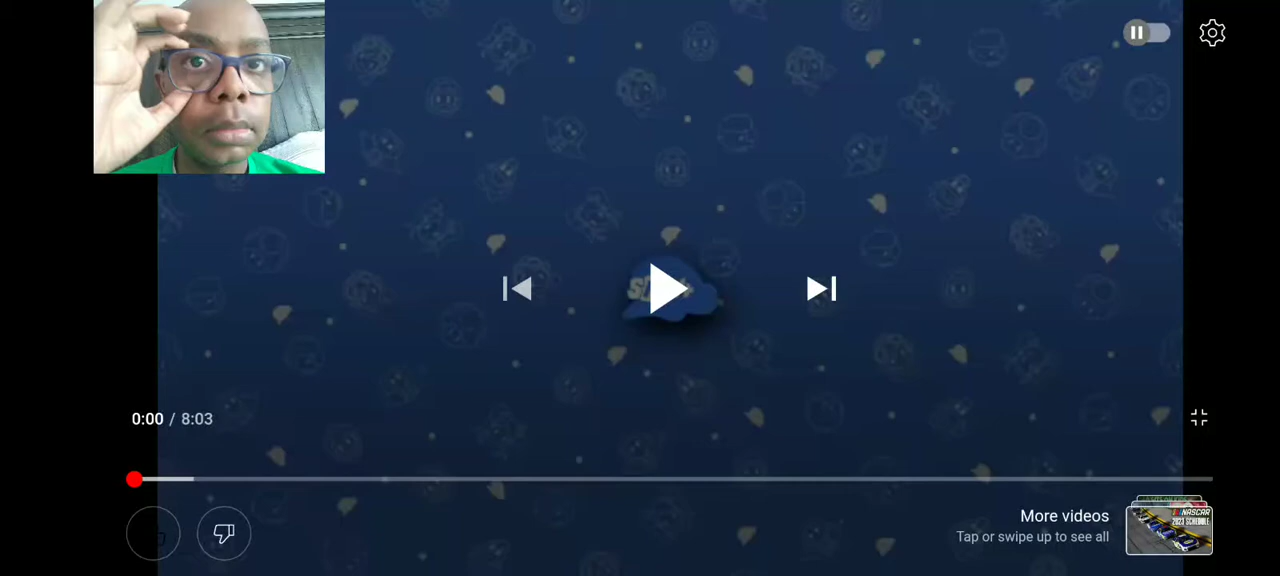 0:00 / 8:03
More videos
Tap or swipe up to see all
NASCAR
2023 SCHEDULE